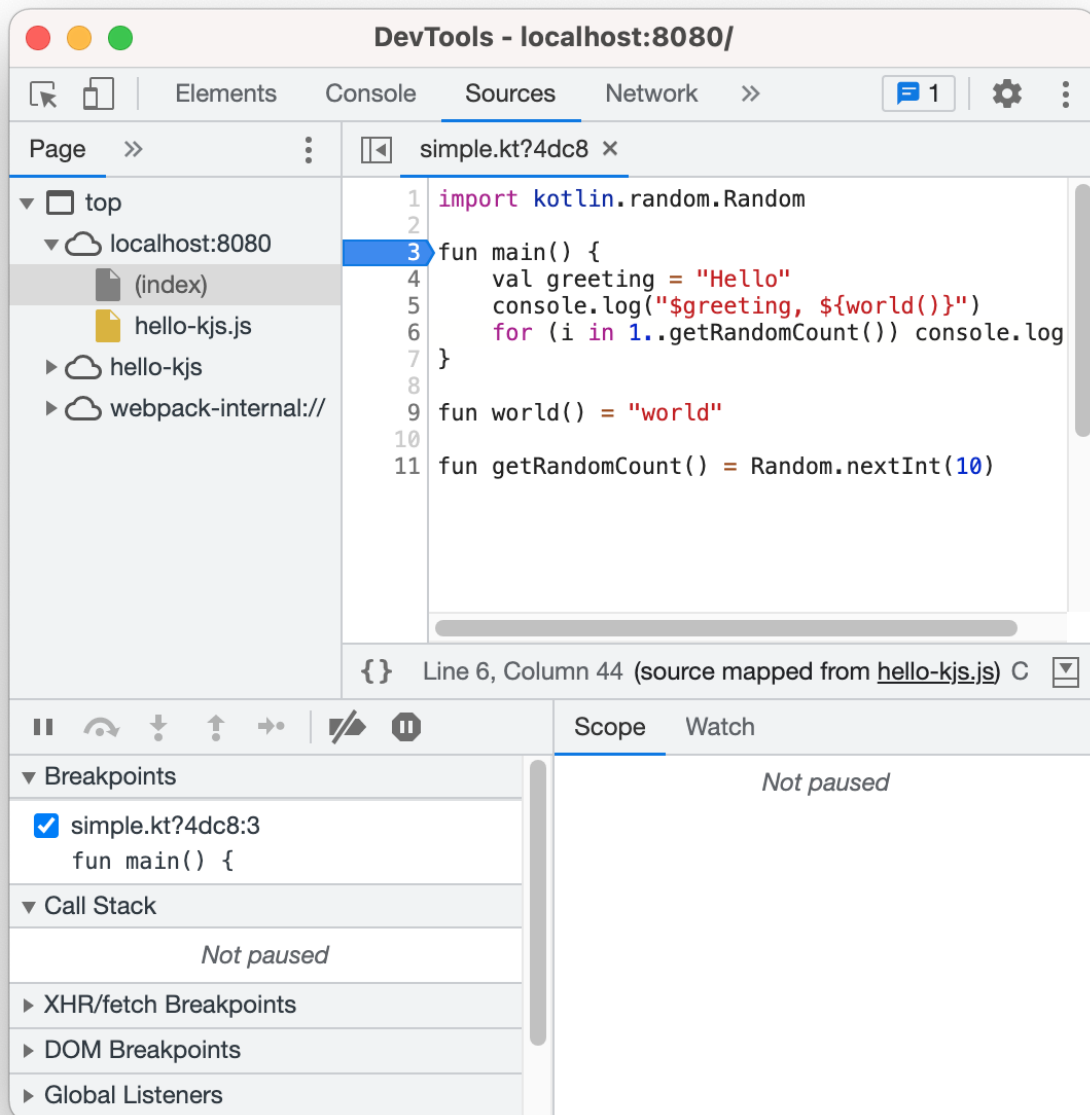 DevTools - localhost:8080/
Elements Console Sources Network » 1
Page »
simple.kt?4dc8 ×
top
localhost:8080
(index)
hello-kjs.js
hello-kjs
webpack-internal://
1 import kotlin.random.Random
2
3 fun main() {
4     val greeting = "Hello"
5     console.log("$greeting, ${world()}")
6     for (i in 1..getRandomCount()) console.log
7 }
8
9 fun world() = "world"
10
11 fun getRandomCount() = Random.nextInt(10)
{} Line 6, Column 44 (source mapped from hello-kjs.js) C
Breakpoints
simple.kt?4dc8:3
fun main() {
Call Stack
Not paused
XHR/fetch Breakpoints
DOM Breakpoints
Global Listeners
Scope Watch
Not paused